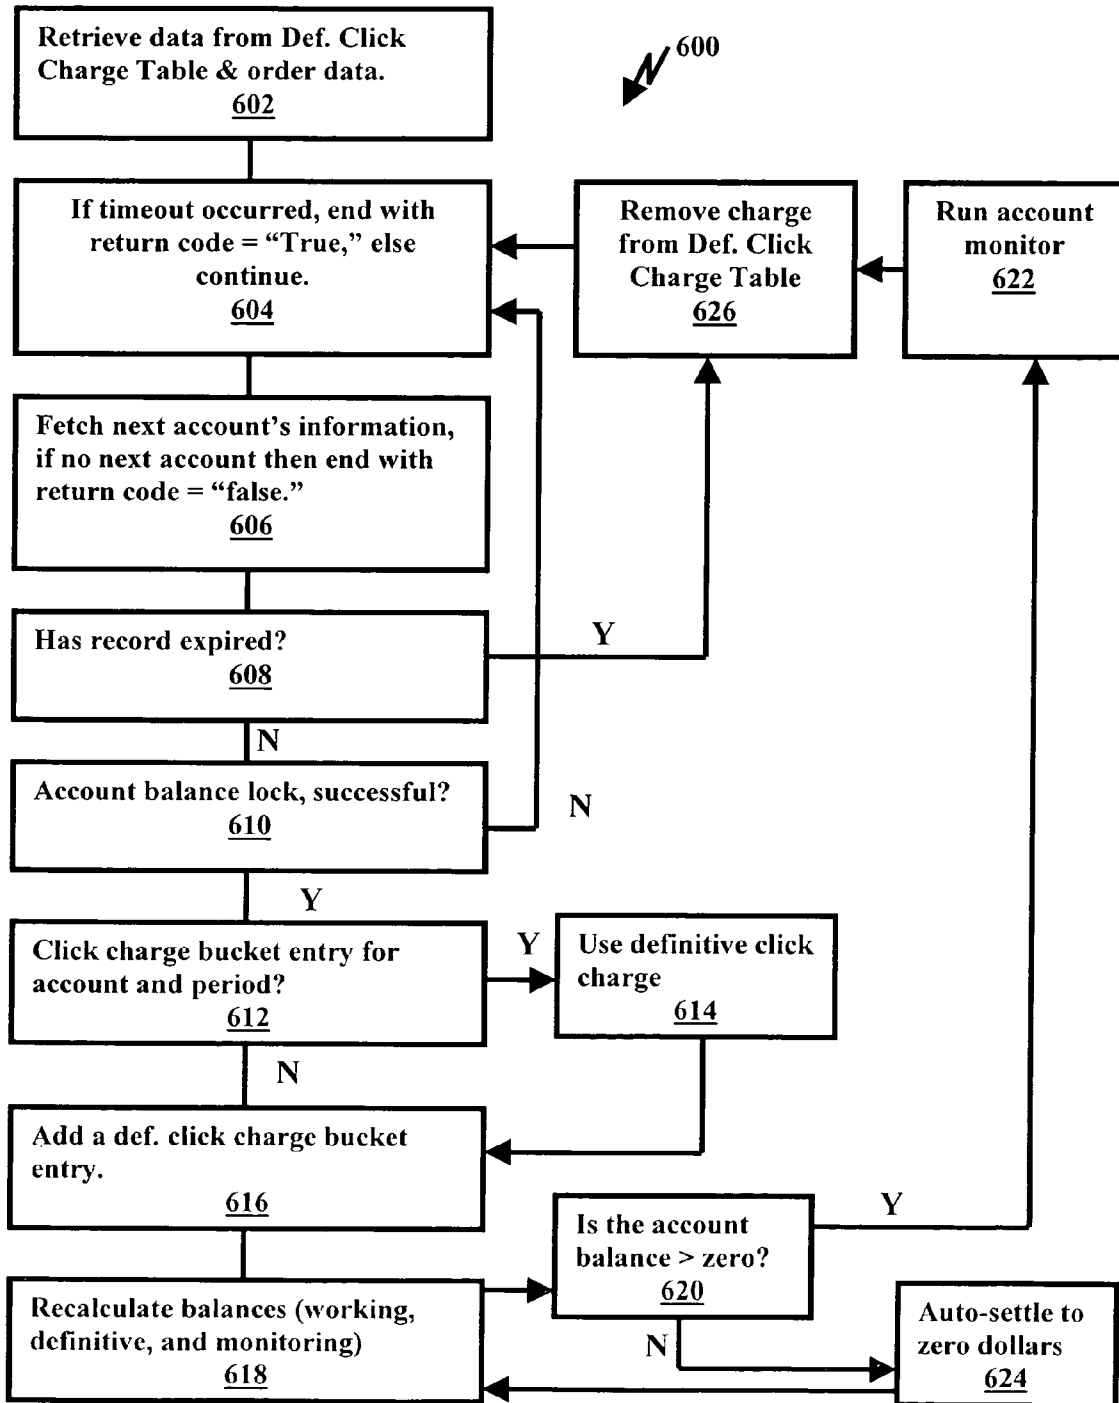 Retrieve data from Def. Click
Charge Table & order data.
602
600
If timeout occurred, end with
return code = “True,” else
continue.
604
Remove charge
from Def. Click
Charge Table
626
Run account
monitor
622
Fetch next account's information,
if no next account then end with
return code = “false.”
606
Has record expired?
608
Y
N
Account balance lock, successful?
610
N
Y
Click charge bucket entry for
account and period?
612
Y
Use definitive click
charge
614
N
Add a def. click charge bucket
entry.
616
Is the account
balance > zero?
620
Y
Recalculate balances (working,
definitive, and monitoring)
618
N
Auto-settle to
zero dollars
624